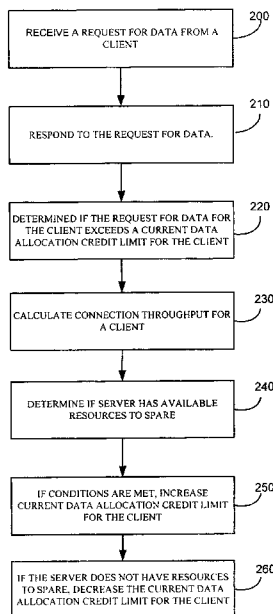 200
RECEIVE A REQUEST FOR DATA FROM A
CLIENT
210
RESPOND TO THE REQUEST FOR DATA.
220
DETERMINED IF THE REQUEST FOR DATA FOR
THE CLIENT EXCEEDS A CURRENT DATA
ALLOCATION CREDIT LIMIT FOR THE CLIENT
230
CALCULATE CONNECTION THROUGHPUT FOR
A CLIENT
240
DETERMINE IF SERVER HAS AVAILABLE
RESOURCES TO SPARE
250
IF CONDITIONS ARE MET, INCREASE
CURRENT DATA ALLOCATION CREDIT LIMIT
FOR THE CLIENT
260
IF THE SERVER DOES NOT HAVE RESOURCES
TO SPARE, DECREASE THE CURRENT DATA
ALLOCATION CREDIT LIMIT FOR THE CLIENT